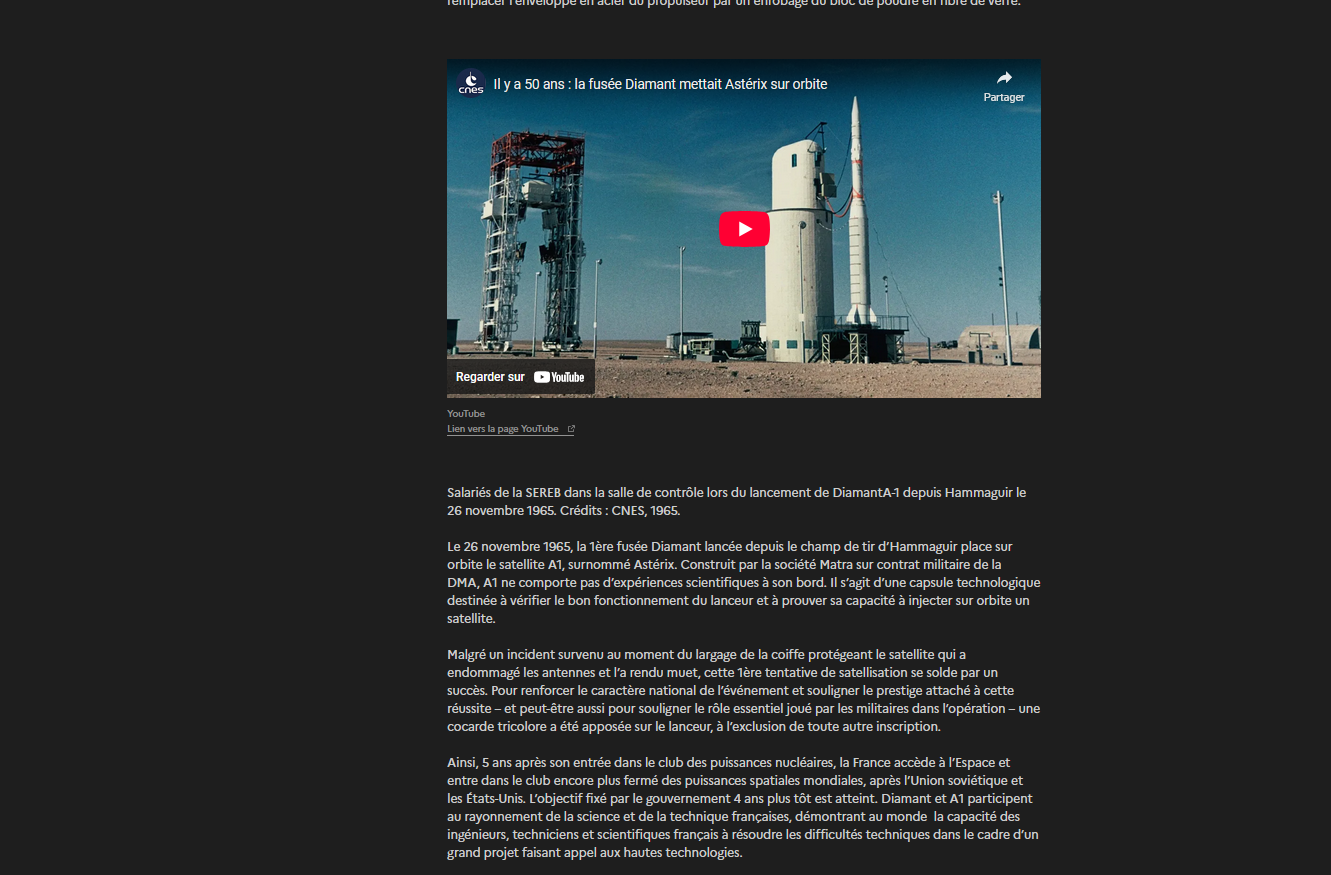 remplacer l'enveloppe en acier du propulseur par un enrobage du bloc de poudre en fibre de verre.
cnes
Il y a 50 ans : la fusée Diamant mettait Astérix sur orbite
Partager
Regarder sur YouTube
YouTube
Lien vers la page YouTube
Salariés de la SEREB dans la salle de contrôle lors du lancement de DiamantA-1 depuis Hammaguir le
26 novembre 1965. Crédits : CNES, 1965.
Le 26 novembre 1965, la 1ère fusée Diamant lancée depuis le champ de tir d’Hammaguir place sur
orbite le satellite A1, surnommé Astérix. Construit par la société Matra sur contrat militaire de la
DMA, A1 ne comporte pas d’expériences scientifiques à son bord. Il s’agit d’une capsule technologique
destinée à vérifier le bon fonctionnement du lanceur et à prouver sa capacité à injecter sur orbite un
satellite.
Malgré un incident survenu au moment du largage de la coiffe protégeant le satellite qui a
endommagé les antennes et l’a rendu muet, cette 1ère tentative de satellisation se solde par un
succès. Pour renforcer le caractère national de l’événement et souligner le prestige attaché à cette
réussite – et peut-être aussi pour souligner le rôle essentiel joué par les militaires dans l’opération – une
cocarde tricolore a été apposée sur le lanceur, à l’exclusion de toute autre inscription.
Ainsi, 5 ans après son entrée dans le club des puissances nucléaires, la France accède à l’Espace et
entre dans le club encore plus fermé des puissances spatiales mondiales, après l’Union soviétique et
les États-Unis. L’objectif fixé par le gouvernement 4 ans plus tôt est atteint. Diamant et A1 participent
au rayonnement de la science et de la technique françaises, démontrant au monde  la capacité des
ingénieurs, techniciens et scientifiques français à résoudre les difficultés techniques dans le cadre d’un
grand projet faisant appel aux hautes technologies.